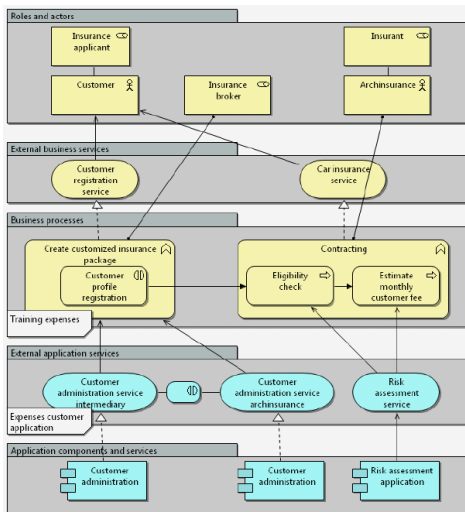 Roles and actors
Insurance
applicant
Insurant
Customer
Insurance
broker
Archinsurance
External business services
Customer
registration
service
Car insurance
service
Business processes
Create customized insurance
package
Contracting
Customer
profile
registration
Eligibility
check
Estimate
monthly
customer fee
Training expenses
External application services
Customer
administration service
intermediary
Customer
administration service
archinsurance
Risk
assessment
service
Expenses customer
application
Application components and services
Customer
administration
Customer
administration
Risk assessment
application